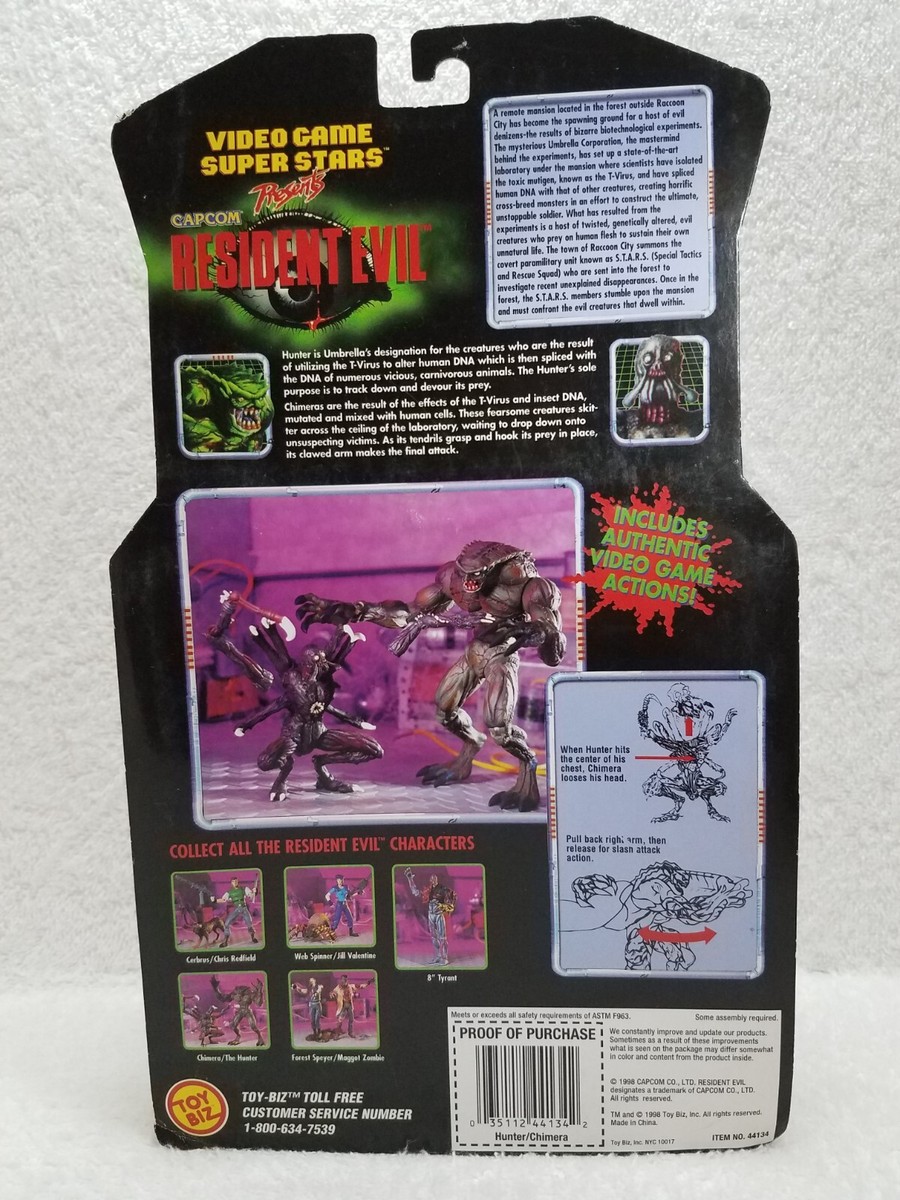 VIDEO GAME
SUPER STARS™
Presents
CAPCOM
RESIDENT EVIL™
A remote mansion located in the forest outside Raccoon
City has become the spawning ground for a host of evil
denizens-the results of bizarre biotechnological experiments.
The mysterious Umbrella Corporation, the mastermind
behind the experiments, has set up a state-of-the-art
laboratory under the mansion where scientists have isolated
the toxic mutigen, known as the T-Virus, and have spliced
human DNA with that of other creatures, creating horrific
cross-breed monsters in an effort to construct the ultimate,
unstoppable soldier. What has resulted from the
experiments is a host of twisted, genetically altered, evil
creatures who prey on human flesh to sustain their own
unnatural life. The town of Raccoon City summons the
covert paramilitary unit known as S.T.A.R.S. (Special Tactics
and Rescue Squad) who are sent into the forest to
investigate recent unexplained disappearances. Once in the
forest, the S.T.A.R.S. members stumble upon the mansion
and must confront the evil creatures that dwell within.
Hunter is Umbrella's designation for the creatures who are the result
of utilizing the T-Virus to alter human DNA which is then spliced with
the DNA of numerous vicious, carnivorous animals. The Hunter's sole
purpose is to track down and devour its prey.
Chimeras are the result of the effects of the T-Virus and insect DNA,
mutated and mixed with human cells. These fearsome creatures skit-
ter across the ceiling of the laboratory, waiting to drop down onto
unsuspecting victims. As its tendrils grasp and hook its prey in place,
its clawed arm makes the final attack.
INCLUDES
AUTHENTIC
VIDEO GAME
ACTIONS!
When Hunter hits
the center of his
chest, Chimera
looses his head.
Pull back right arm, then
release for slash attack
action.
COLLECT ALL THE RESIDENT EVIL™ CHARACTERS
Cerbrus/Chris Redfield
Web Spinner/Jill Valentine
8" Tyrant
Chimera/The Hunter
Forest Speyer/Maggot Zombie
TOY
BIZ
TOY-BIZ™ TOLL FREE
CUSTOMER SERVICE NUMBER
1-800-634-7539
Meets or exceeds all safety requirements of ASTM F963.
Some assembly required.
PROOF OF PURCHASE
0 35112 44134 2
Hunter/Chimera
We constantly improve and update our products.
Sometimes as a result of these improvements
what is seen on the package may differ somewhat
in color and content from the product inside.
© 1998 CAPCOM CO., LTD. RESIDENT EVIL
designates a trademark of CAPCOM CO., LTD.
All rights reserved.
TM and © 1998 Toy Biz, Inc. All rights reserved.
Made in China.
Toy Biz, Inc. NYC 10017
ITEM NO. 44134